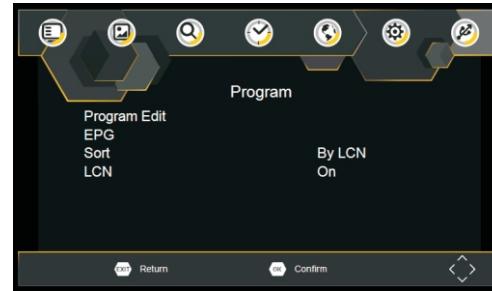 Program
Program Edit
EPG
Sort By LCN
LCN On
EXIT Return OK Confirm